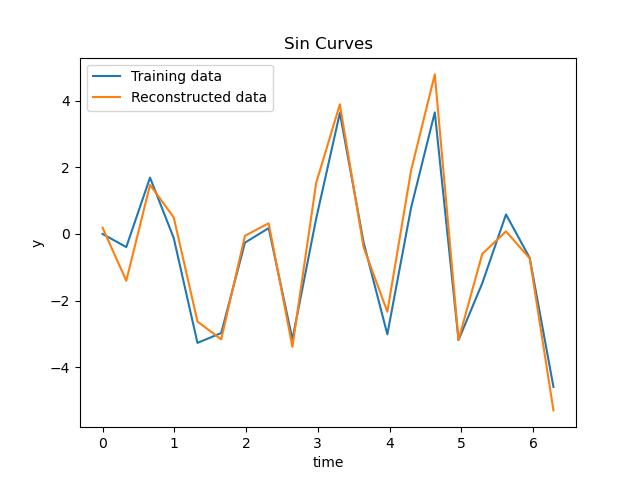 Sin Curves
Training data
Reconstructed data
y
4
2
0
−2
−4
0 1 2 3 4 5 6
time